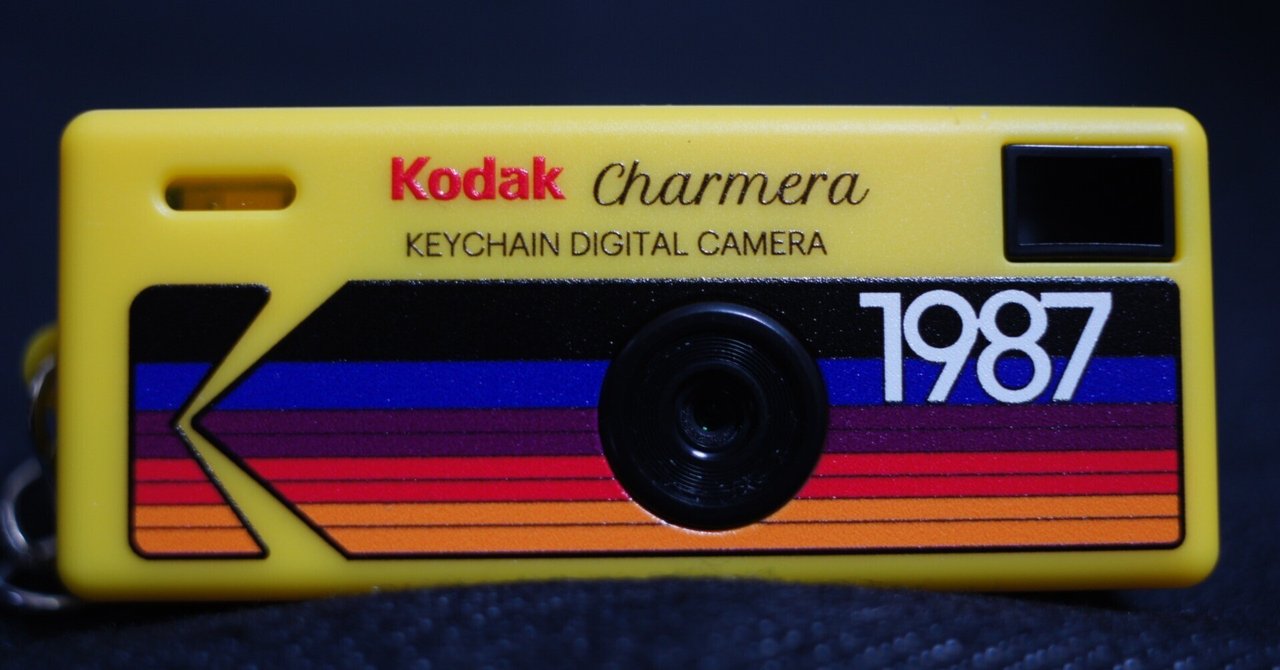 Kodak Charmera
KEYCHAIN DIGITAL CAMERA
1987